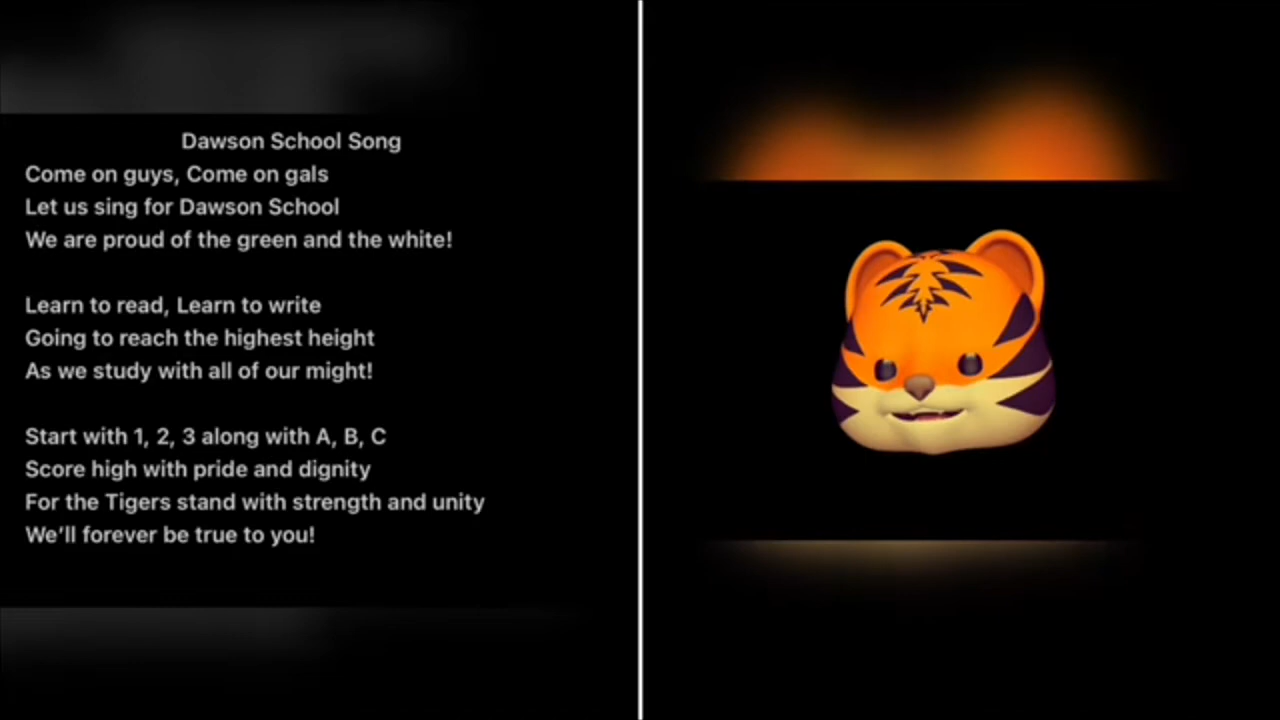 Dawson School Song
Come on guys, Come on gals
Let us sing for Dawson School
We are proud of the green and the white!
Learn to read, Learn to write
Going to reach the highest height
As we study with all of our might!
Start with 1, 2, 3 along with A, B, C
Score high with pride and dignity
For the Tigers stand with strength and unity
We'll forever be true to you!